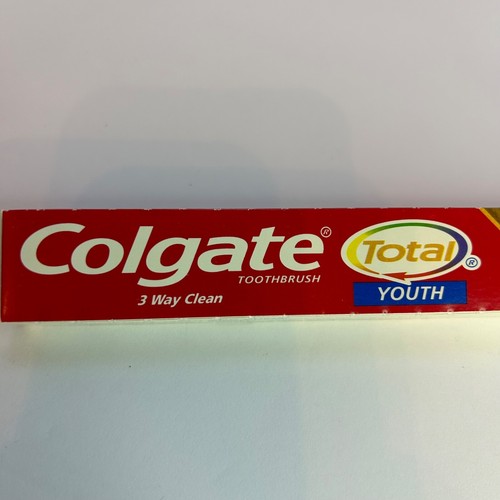 Colgate®
TOOTHBRUSH
3 Way Clean
Total®
YOUTH